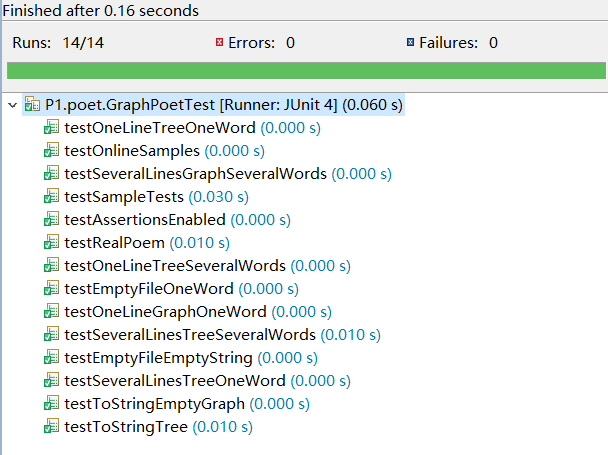 Finished after 0.16 seconds
Runs: 14/14 Errors: 0 Failures: 0
P1.poet.GraphPoetTest [Runner: JUnit 4] (0.060 s)
testOneLineTreeOneWord (0.000 s)
testOnlineSamples (0.000 s)
testSeveralLinesGraphSeveralWords (0.000 s)
testSampleTests (0.030 s)
testAssertionsEnabled (0.000 s)
testRealPoem (0.010 s)
testOneLineTreeSeveralWords (0.000 s)
testEmptyFileOneWord (0.000 s)
testOneLineGraphOneWord (0.000 s)
testSeveralLinesTreeSeveralWords (0.010 s)
testEmptyFileEmptyString (0.000 s)
testSeveralLinesTreeOneWord (0.000 s)
testToStringEmptyGraph (0.000 s)
testToStringTree (0.010 s)